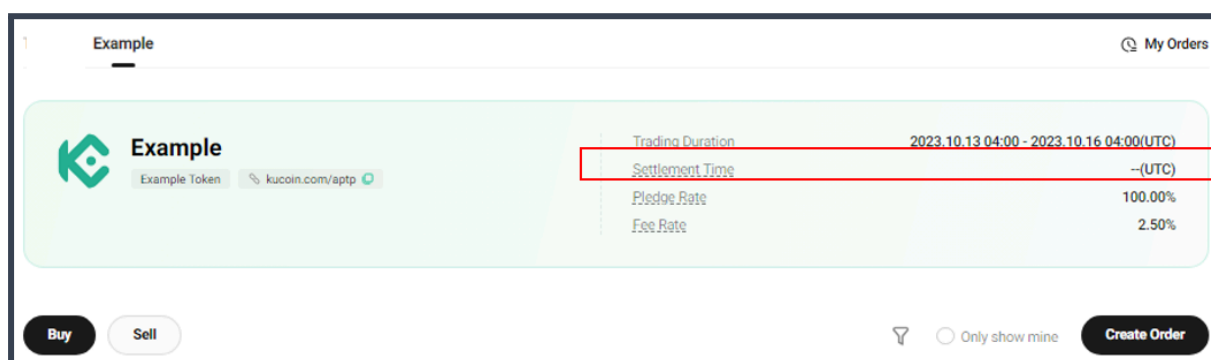 Example My Orders
Example
Example Token kucoin.com/aptp
Trading Duration 2023.10.13 04:00 - 2023.10.16 04:00(UTC)
Settlement Time --(UTC)
Pledge Rate 100.00%
Fee Rate 2.50%
Buy Sell Only show mine Create Order